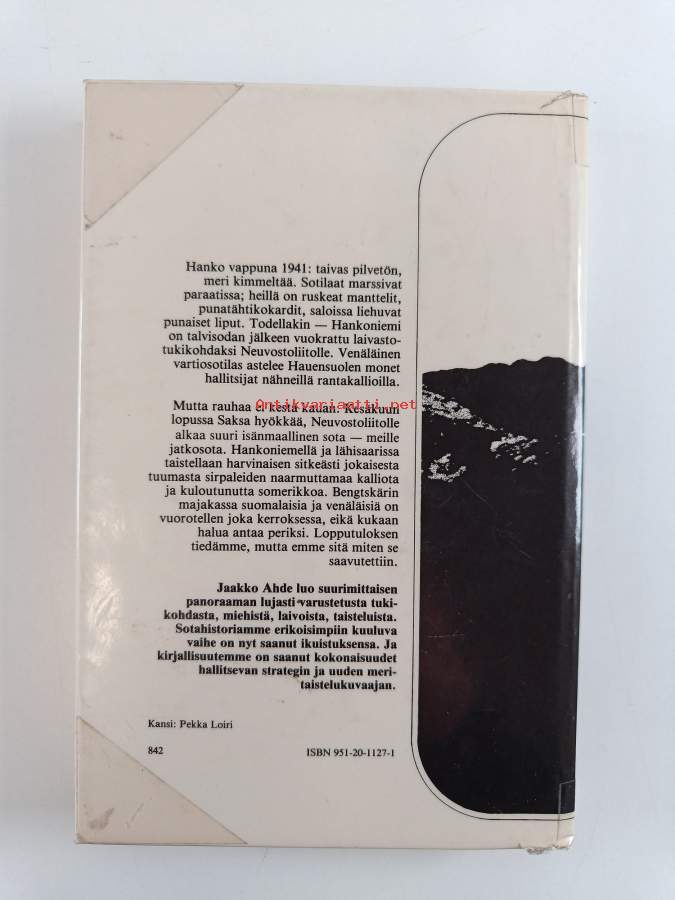 Hanko vappuna 1941: taivas pilvetön,
meri kimmeltää. Sotilaat marssivat
paraatissa; heillä on ruskeat manttelit,
punatähtikokardit, saloissa liehuvat
punaiset liput. Todellakin — Hankoniemi
on talvisodan jälkeen vuokrattu laivasto-
tukikohdaksi Neuvostoliitolle. Venäläinen
vartiosotilas astelee Hauensuolen monet
hallitsijat nähneillä rantakallioilla.
Antikvariaatti.net
Mutta rauhaa ei kestä kauan. Kesäkuun
lopussa Saksa hyökkää, Neuvostoliitolle
alkaa suuri isänmaallinen sota — meille
jatkosota. Hankoniemellä ja lähisaarissa
taistellaan harvinaisen sitkeästi jokaisesta
tuumasta sirpaleiden naarmuttamaa kalliota
ja kuloutunutta somerikkoa. Bengtskärin
majakassa suomalaisia ja venäläisiä on
vuorotellen joka kerroksessa, eikä kukaan
halua antaa periksi. Lopputuloksen
tiedämme, mutta emme sitä miten se
saavutettiin.
Jaakko Ahde luo suurimittaisen
panoraaman lujasti varustetusta tuki-
kohdasta, miehistä, laivoista, taisteluista.
Sotahistoriamme erikoisimpiin kuuluva
vaihe on nyt saanut ikuistuksensa. Ja
kirjallisuutemme on saanut kokonaisuudet
hallitsevan strategin ja uuden meri-
taistelukuvaajan.
Kansi: Pekka Loiri
842 ISBN 951-20-1127-1